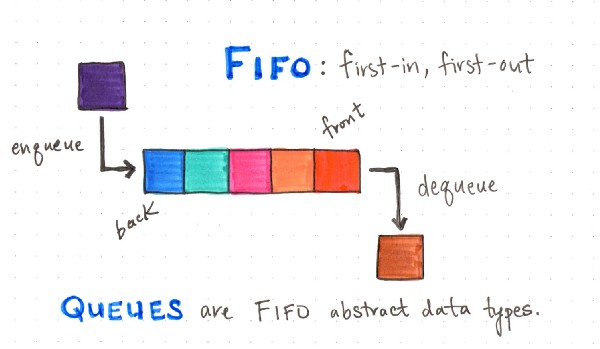 FIFO: first-in, first-out
enqueue
front
dequeue
back
QUEUES are FIFO abstract data types.